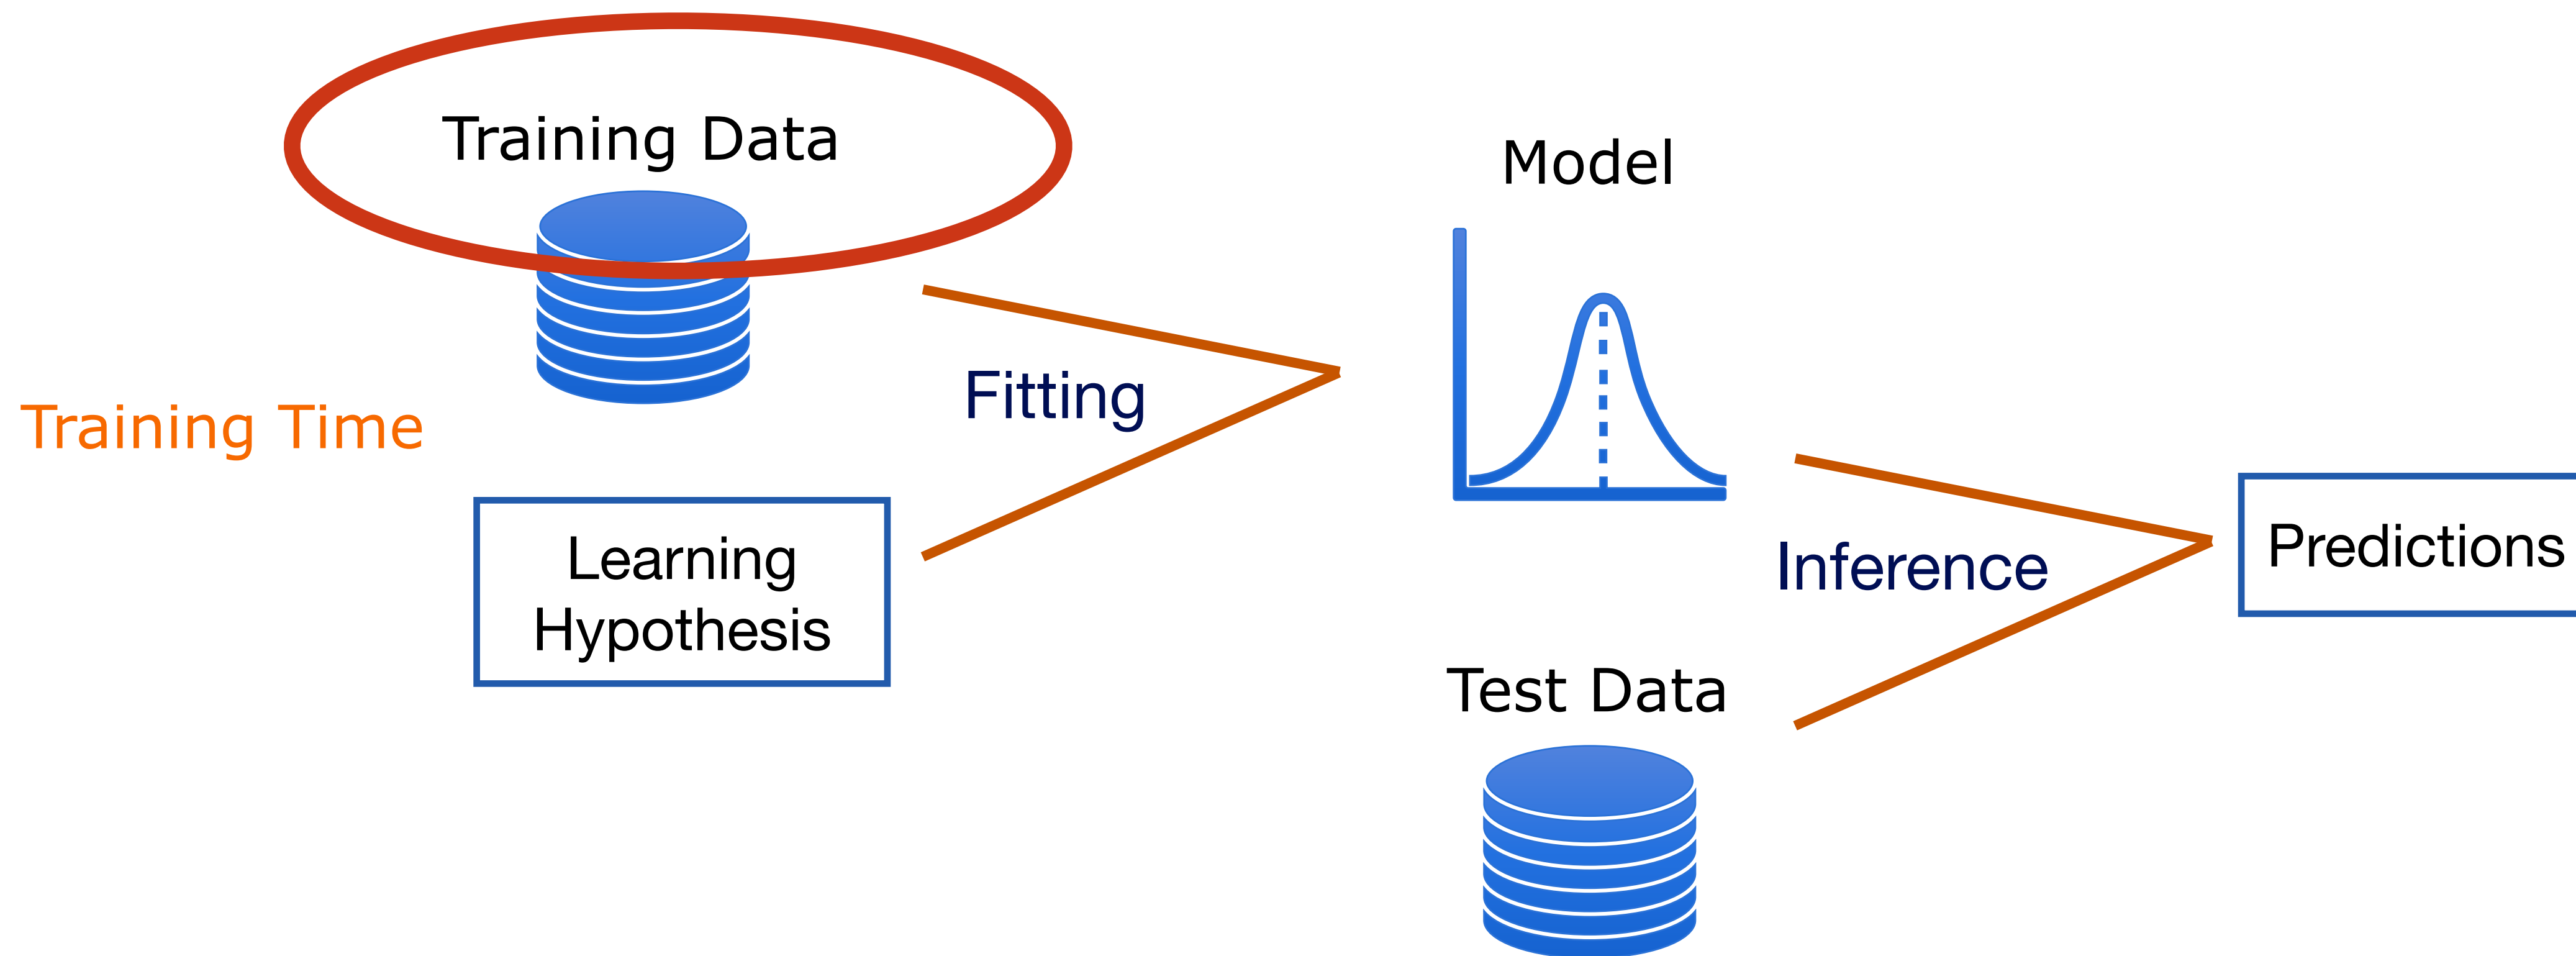 Training Data
Model
Fitting
Training Time
Learning
Hypothesis
Inference
Predictions
Test Data